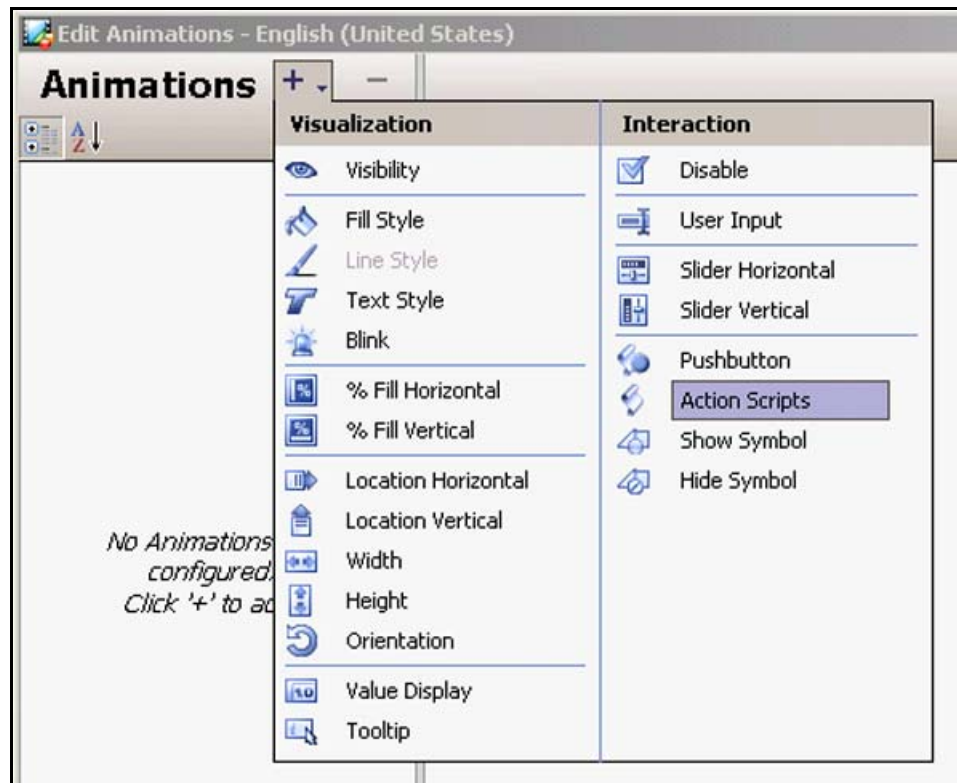 Edit Animations - English (United States)
Animations
Visualization
Visibility
Fill Style
Line Style
Text Style
Blink
% Fill Horizontal
% Fill Vertical
Location Horizontal
Location Vertical
Width
Height
Orientation
Value Display
Tooltip
Interaction
Disable
User Input
Slider Horizontal
Slider Vertical
Pushbutton
Action Scripts
Show Symbol
Hide Symbol
No Animations
configured.
Click '+' to